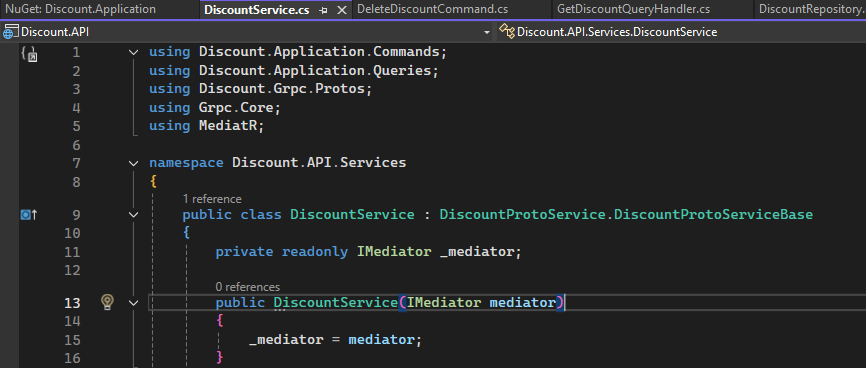 NuGet: Discount.Application DiscountService.cs DeleteDiscountCommand.cs GetDiscountQueryHandler.cs DiscountRepository.
Discount.API Discount.API.Services.DiscountService
1 using Discount.Application.Commands;
2 using Discount.Application.Queries;
3 using Discount.Grpc.Protos;
4 using Grpc.Core;
5 using MediatR;
6
7 namespace Discount.API.Services
8 {
1 reference
9 public class DiscountService : DiscountProtoService.DiscountProtoServiceBase
10 {
11 private readonly IMediator _mediator;
12
0 references
13 public DiscountService(IMediator mediator)
14 {
15 _mediator = mediator;
16 }